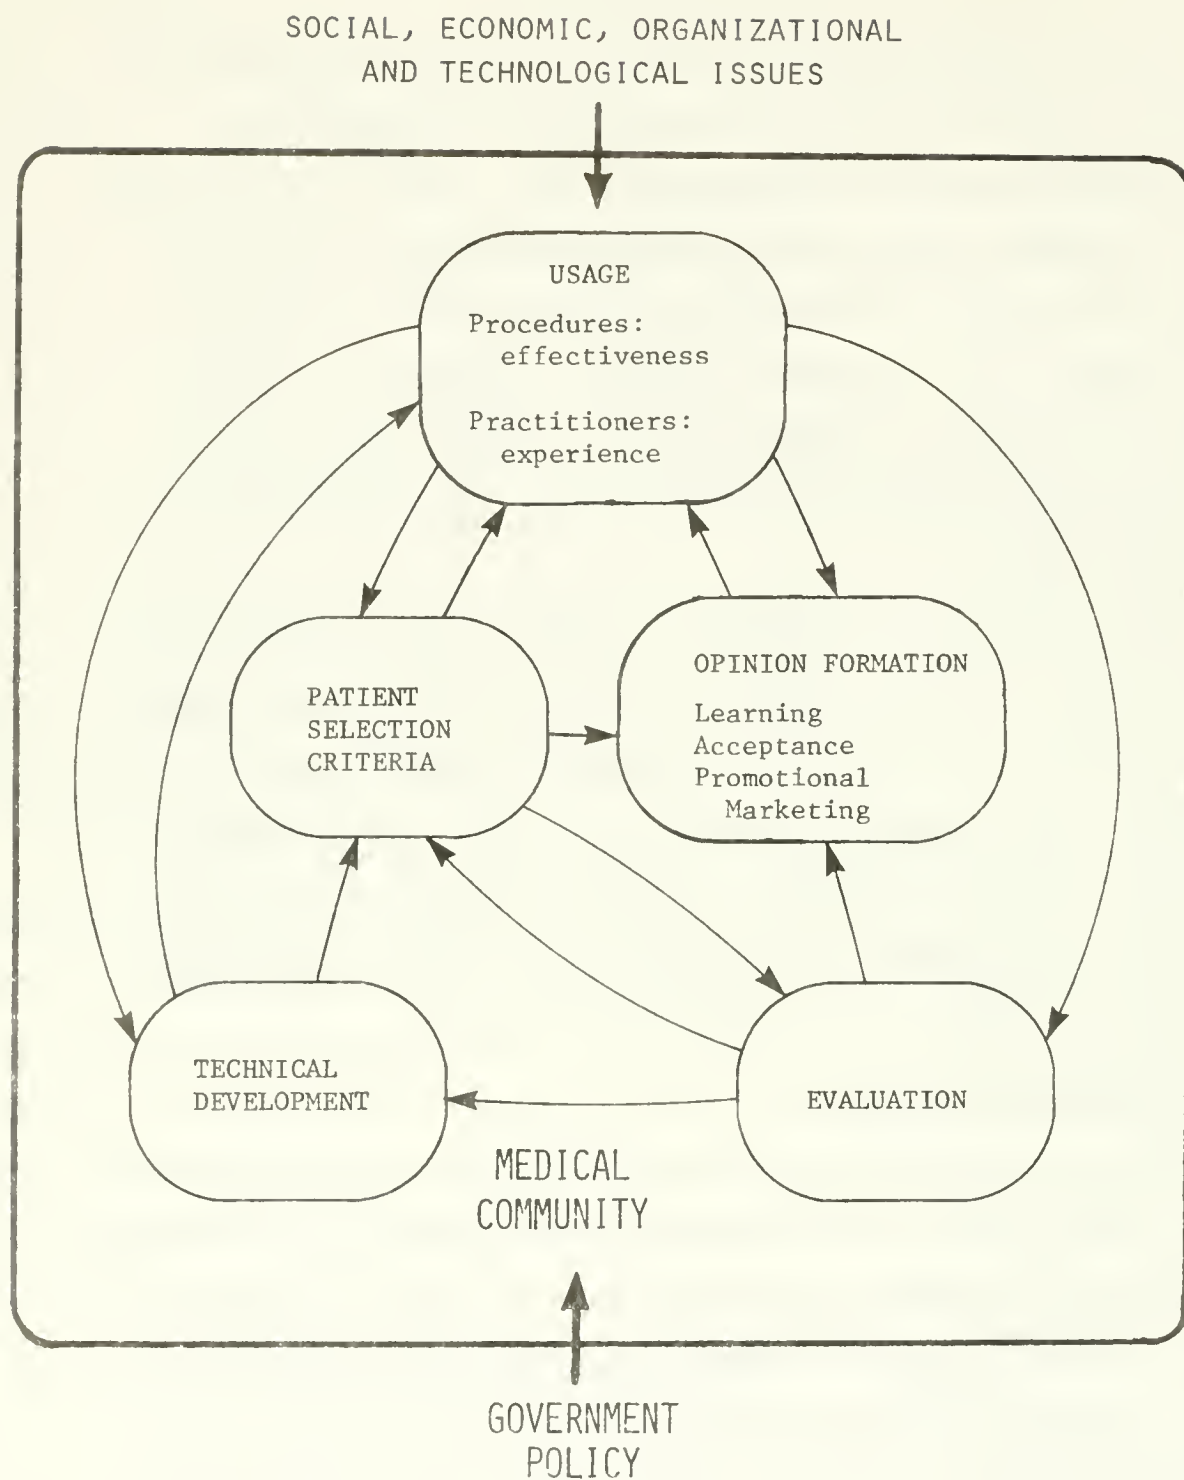 SOCIAL, ECONOMIC, ORGANIZATIONAL
AND TECHNOLOGICAL ISSUES
USAGE
Procedures:
effectiveness
Practitioners:
experience
PATIENT
SELECTION
CRITERIA
OPINION FORMATION
Learning
Acceptance
Promotional
Marketing
TECHNICAL
DEVELOPMENT
EVALUATION
MEDICAL
COMMUNITY
GOVERNMENT
POLICY